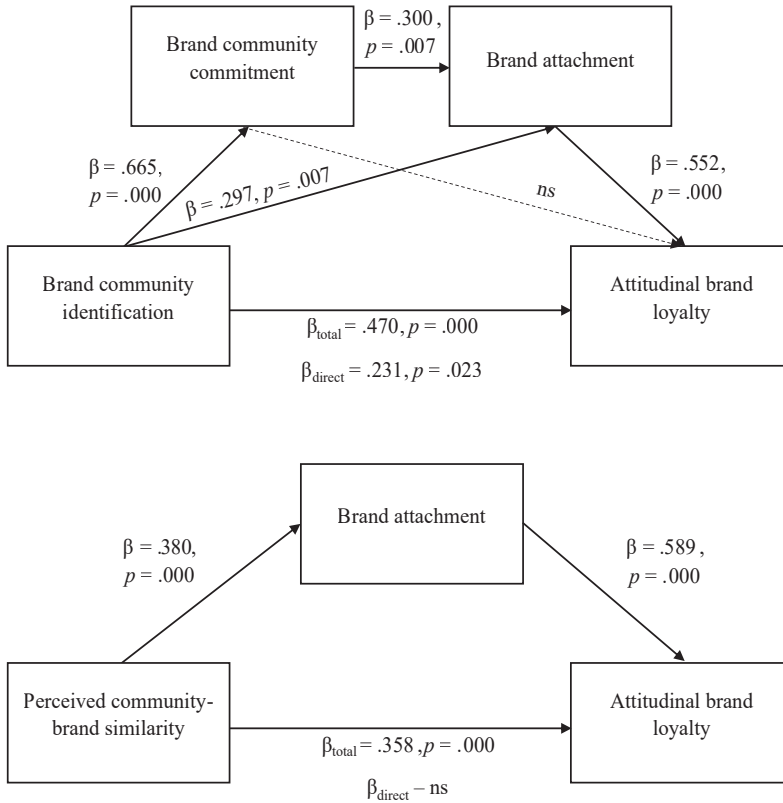 Brand community
commitment
β = .300,
p = .007
Brand attachment
β = .665,
p = .000
β = .297, p = .007
ns
β = .552,
p = .000
Brand community
identification
Attitudinal brand
loyalty
βtotal = .470, p = .000
βdirect = .231, p = .023
Brand attachment
β = .380,
p = .000
β = .589,
p = .000
Perceived community-
brand similarity
Attitudinal brand
loyalty
βtotal = .358, p = .000
βdirect – ns